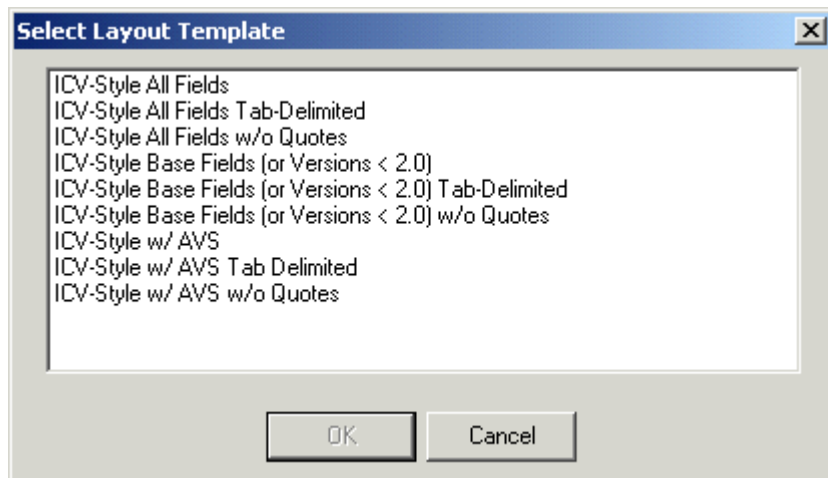 Select Layout Template
ICV-Style All Fields
ICV-Style All Fields Tab-Delimited
ICV-Style All Fields w/o Quotes
ICV-Style Base Fields (or Versions < 2.0)
ICV-Style Base Fields (or Versions < 2.0) Tab-Delimited
ICV-Style Base Fields (or Versions < 2.0) w/o Quotes
ICV-Style w/ AVS
ICV-Style w/ AVS Tab Delimited
ICV-Style w/ AVS w/o Quotes
OK Cancel